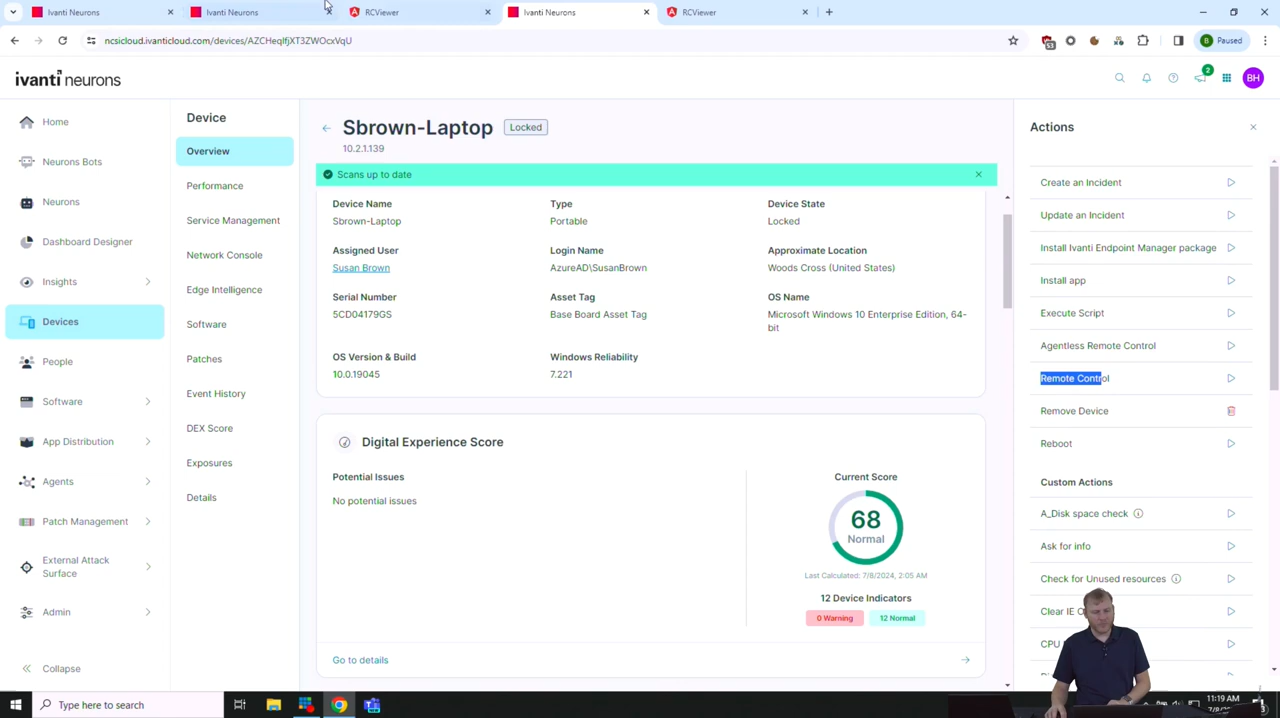 Ivanti Neurons
Ivanti Neurons
RCViewer
Ivanti Neurons
RCViewer
ncsicloud.ivanticloud.com/devices/AZCHeqIfjXT3ZWOcxVqU
53
B Paused
ivanti neurons
2
BH
Home
Neurons Bots
Neurons
Dashboard Designer
Insights
Devices
People
Software
App Distribution
Agents
Patch Management
External Attack
Surface
Admin
Collapse
Device
Overview
Performance
Service Management
Network Console
Edge Intelligence
Software
Patches
Event History
DEX Score
Exposures
Details
Sbrown-Laptop Locked
10.2.1.139
Scans up to date
Device Name Type Device State
Sbrown-Laptop Portable Locked
Assigned User Login Name Approximate Location
Susan Brown AzureAD\SusanBrown Woods Cross (United States)
Serial Number Asset Tag OS Name
5CD04179GS Base Board Asset Tag Microsoft Windows 10 Enterprise Edition, 64-
bit
OS Version & Build Windows Reliability
10.0.19045 7.221
Digital Experience Score
Potential Issues
No potential issues
Current Score
68
Normal
Last Calculated: 7/8/2024, 2:05 AM
12 Device Indicators
0 Warning 12 Normal
Go to details
Actions
Create an Incident
Update an Incident
Install Ivanti Endpoint Manager package
Install app
Execute Script
Agentless Remote Control
Remote Control
Remove Device
Reboot
Custom Actions
A_Disk space check
Ask for info
Check for Unused resources
Clear IE
CPU
Type here to search
11:19 AM